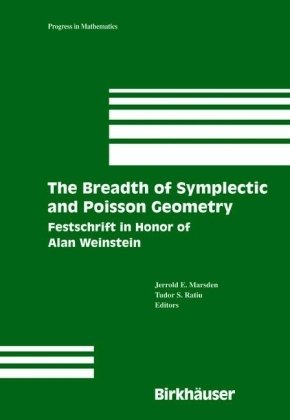 Progress in Mathematics
The Breadth of Symplectic
and Poisson Geometry
Festschrift in Honor of
Alan Weinstein
Jerrold E. Marsden
Tudor S. Ratiu
Editors
Birkhäuser